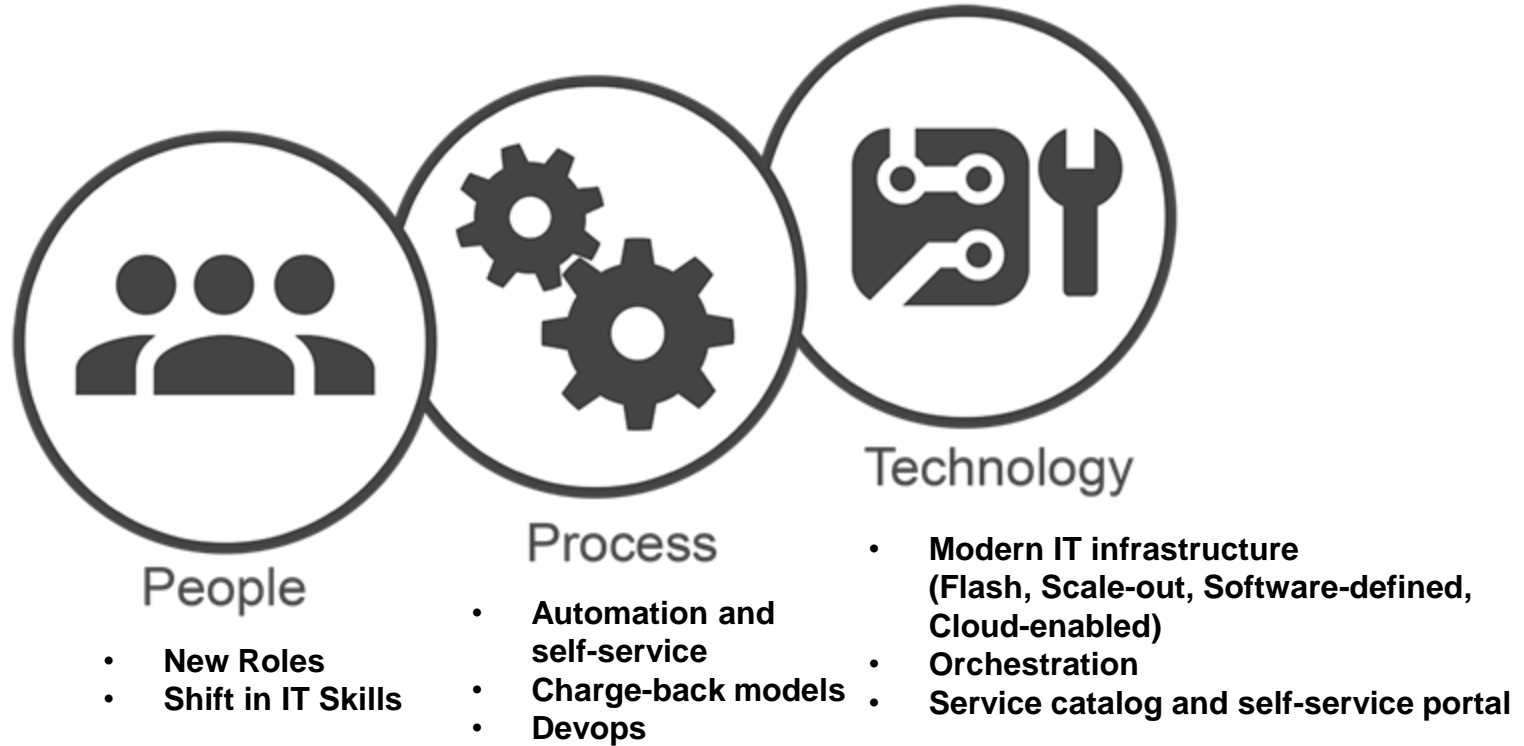 People
• New Roles
• Shift in IT Skills
Process
• Automation and
self-service
• Charge-back models
• Devops
Technology
• Modern IT infrastructure
(Flash, Scale-out, Software-defined,
Cloud-enabled)
• Orchestration
• Service catalog and self-service portal